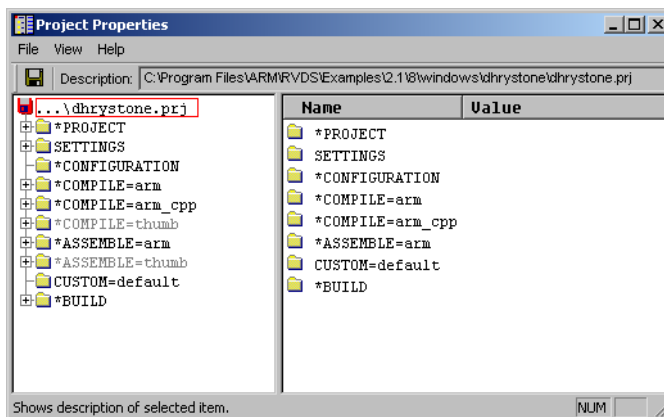 Project Properties
File View Help
Description: C:\Program Files\ARM\RVDS\Examples\2.1\8\windows\dhrystone\dhrystone.prj
...\dhrystone.prj
*PROJECT
SETTINGS
*CONFIGURATION
*COMPILE=arm
*COMPILE=arm_cpp
*COMPILE=thumb
*ASSEMBLE=arm
*ASSEMBLE=thumb
CUSTOM=default
*BUILD
Name Value
*PROJECT
SETTINGS
*CONFIGURATION
*COMPILE=arm
*COMPILE=arm_cpp
*ASSEMBLE=arm
CUSTOM=default
*BUILD
Shows description of selected item. NUM